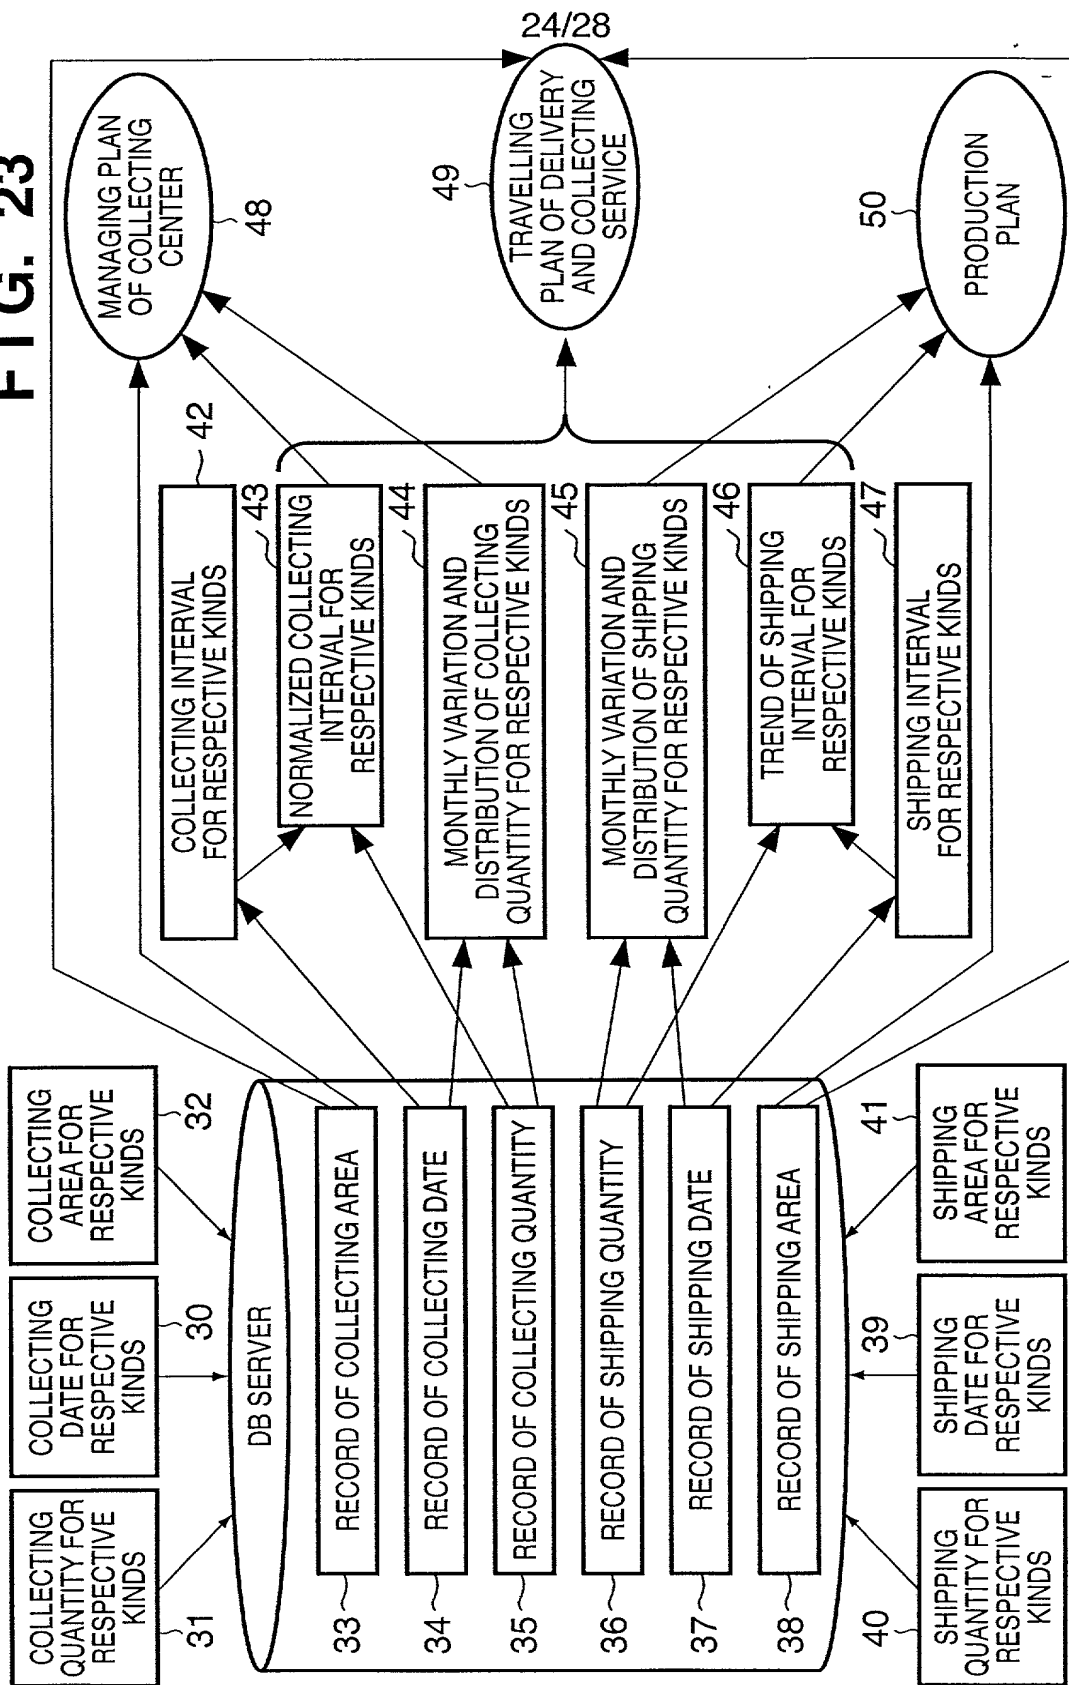 FIG. 23
24/28
COLLECTING
QUANTITY FOR
RESPECTIVE
KINDS
31
COLLECTING
DATE FOR
RESPECTIVE
KINDS
30
COLLECTING
AREA FOR
RESPECTIVE
KINDS
32
DB SERVER
33
RECORD OF COLLECTING AREA
34
RECORD OF COLLECTING DATE
35
RECORD OF COLLECTING QUANTITY
36
RECORD OF SHIPPING QUANTITY
37
RECORD OF SHIPPING DATE
38
RECORD OF SHIPPING AREA
40
SHIPPING
QUANTITY FOR
RESPECTIVE
KINDS
39
SHIPPING
DATE FOR
RESPECTIVE
KINDS
41
SHIPPING
AREA FOR
RESPECTIVE
KINDS
COLLECTING INTERVAL
FOR RESPECTIVE KINDS
42
NORMALIZED COLLECTING
INTERVAL FOR
RESPECTIVE KINDS
43
MONTHLY VARIATION AND
DISTRIBUTION OF COLLECTING
QUANTITY FOR RESPECTIVE KINDS
44
MONTHLY VARIATION AND
DISTRIBUTION OF SHIPPING
QUANTITY FOR RESPECTIVE KINDS
45
TREND OF SHIPPING
INTERVAL FOR
RESPECTIVE KINDS
46
SHIPPING INTERVAL
FOR RESPECTIVE KINDS
47
MANAGING PLAN
OF COLLECTING
CENTER
48
TRAVELLING
PLAN OF DELIVERY
AND COLLECTING
SERVICE
49
PRODUCTION
PLAN
50